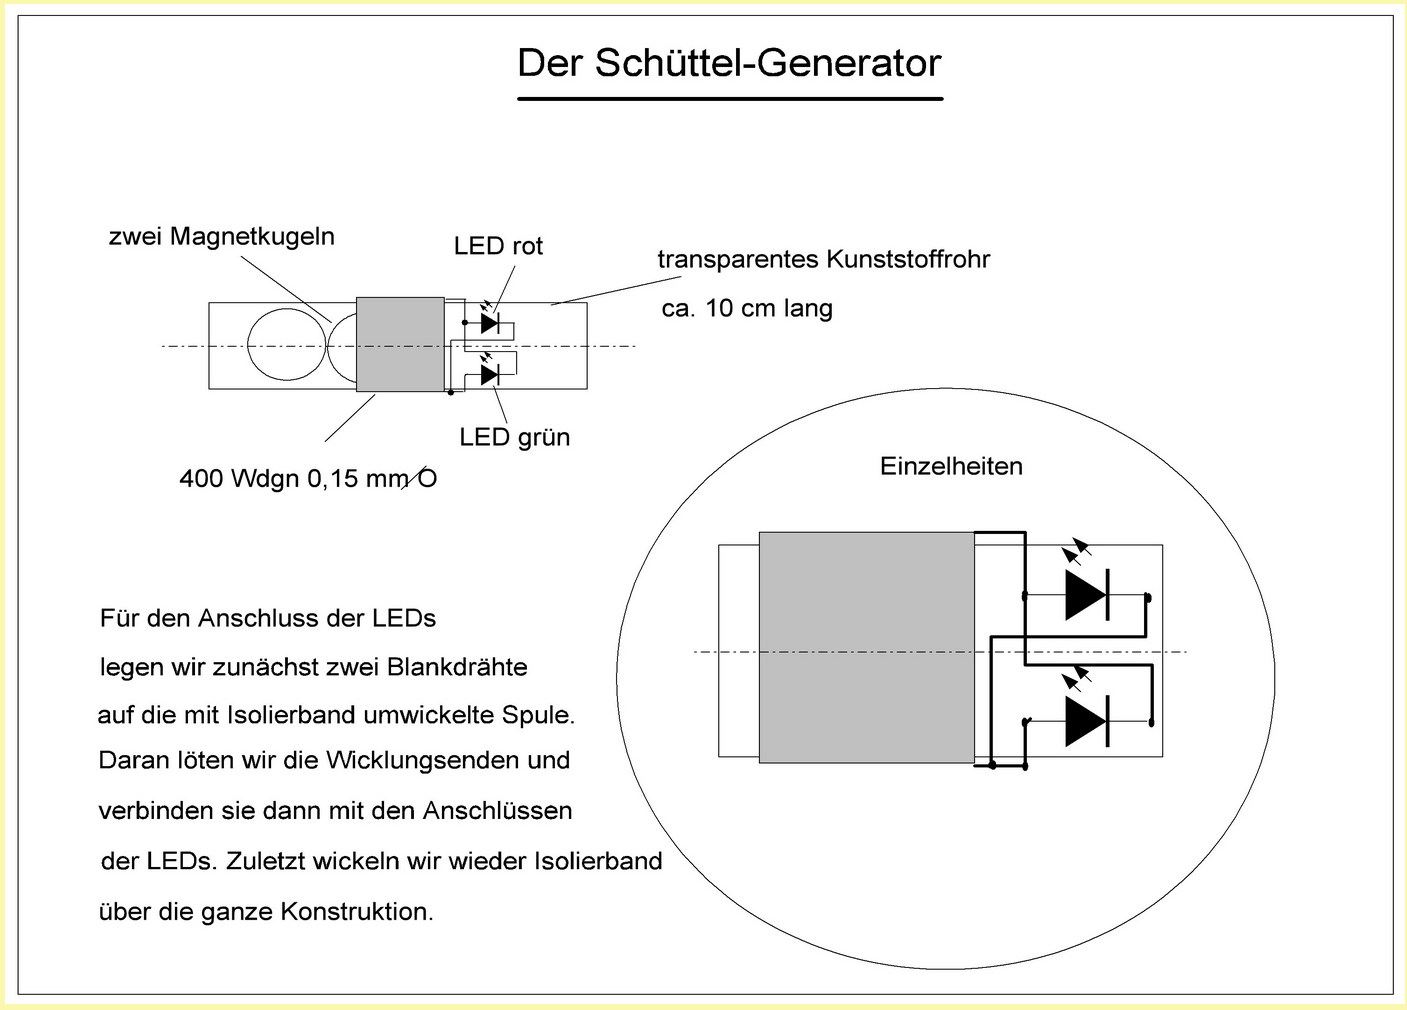 Der Schüttel-Generator
zwei Magnetkugeln
LED rot
transparentes Kunststoffrohr
ca. 10 cm lang
LED grün
400 Wdgn 0,15 mm O
Einzelheiten
Für den Anschluss der LEDs
legen wir zunächst zwei Blankdrähte
auf die mit Isolierband umwickelte Spule.
Daran löten wir die Wicklungsenden und
verbinden sie dann mit den Anschlüssen
der LEDs. Zuletzt wickeln wir wieder Isolierband
über die ganze Konstruktion.